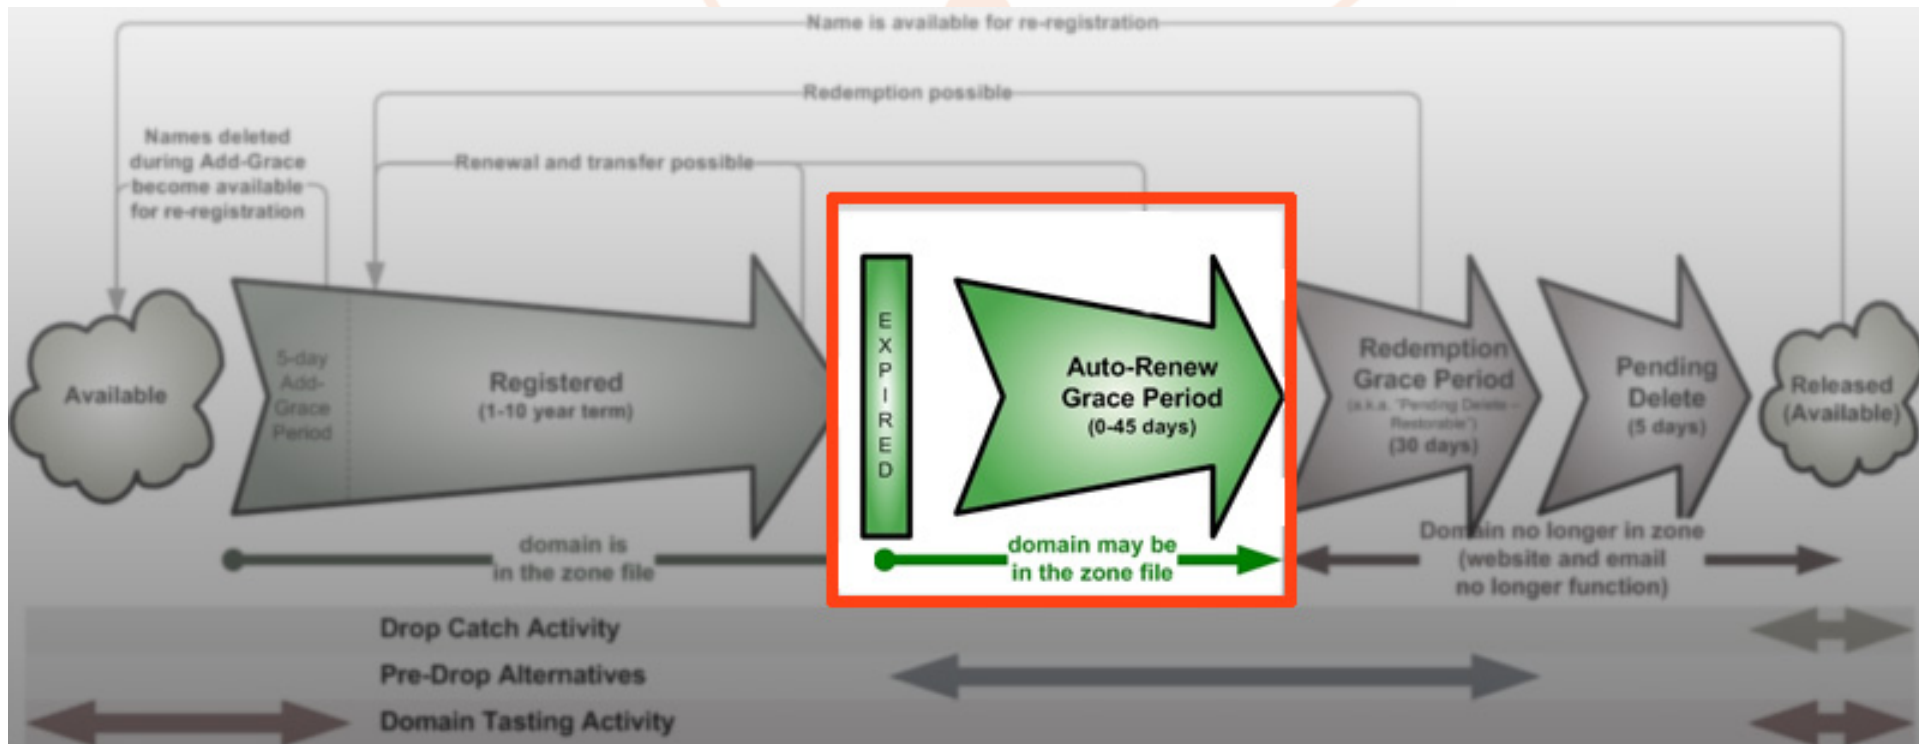 Name is available for re-registration
Redemption possible
Names deleted
during Add-Grace
become available
for re-registration
Renewal and transfer possible
Available
5-day
Add-
Grace
Period
Registered
(1-10 year term)
EXPIRED
Auto-Renew
Grace Period
(0-45 days)
Redemption
Grace Period
(a.k.a. "Pending Delete –
Restorable")
(30 days)
Pending
Delete
(5 days)
Released
(Available)
domain is
in the zone file
domain may be
in the zone file
Domain no longer in zone
(website and email
no longer function)
Drop Catch Activity
Pre-Drop Alternatives
Domain Tasting Activity